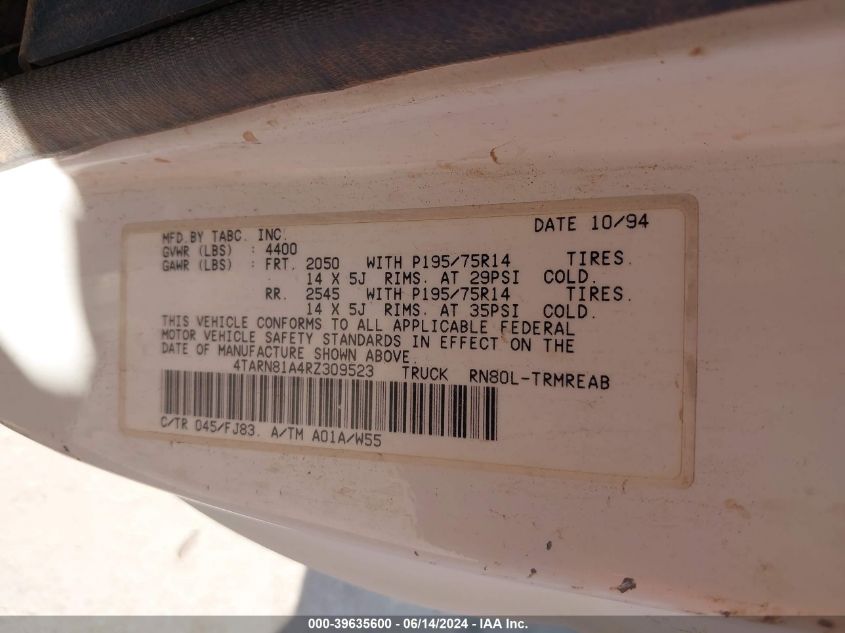 MFD. BY TABC. INC. DATE 10/94
GVWR (LBS) : 4400
GAWR (LBS) : FRT. 2050 WITH P195/75R14 TIRES.
14 X 5J RIMS. AT 29PSI COLD.
RR. 2545 WITH P195/75R14 TIRES.
14 X 5J RIMS. AT 35PSI COLD.
THIS VEHICLE CONFORMS TO ALL APPLICABLE FEDERAL
MOTOR VEHICLE SAFETY STANDARDS IN EFFECT ON THE
DATE OF MANUFACTURE SHOWN ABOVE.
4TARN81A4RZ309523 TRUCK RN80L-TRMREAB
C/TR 045/FJ83. A/TM A01A/W55
000-39635600 - 06/14/2024 - IAA Inc.